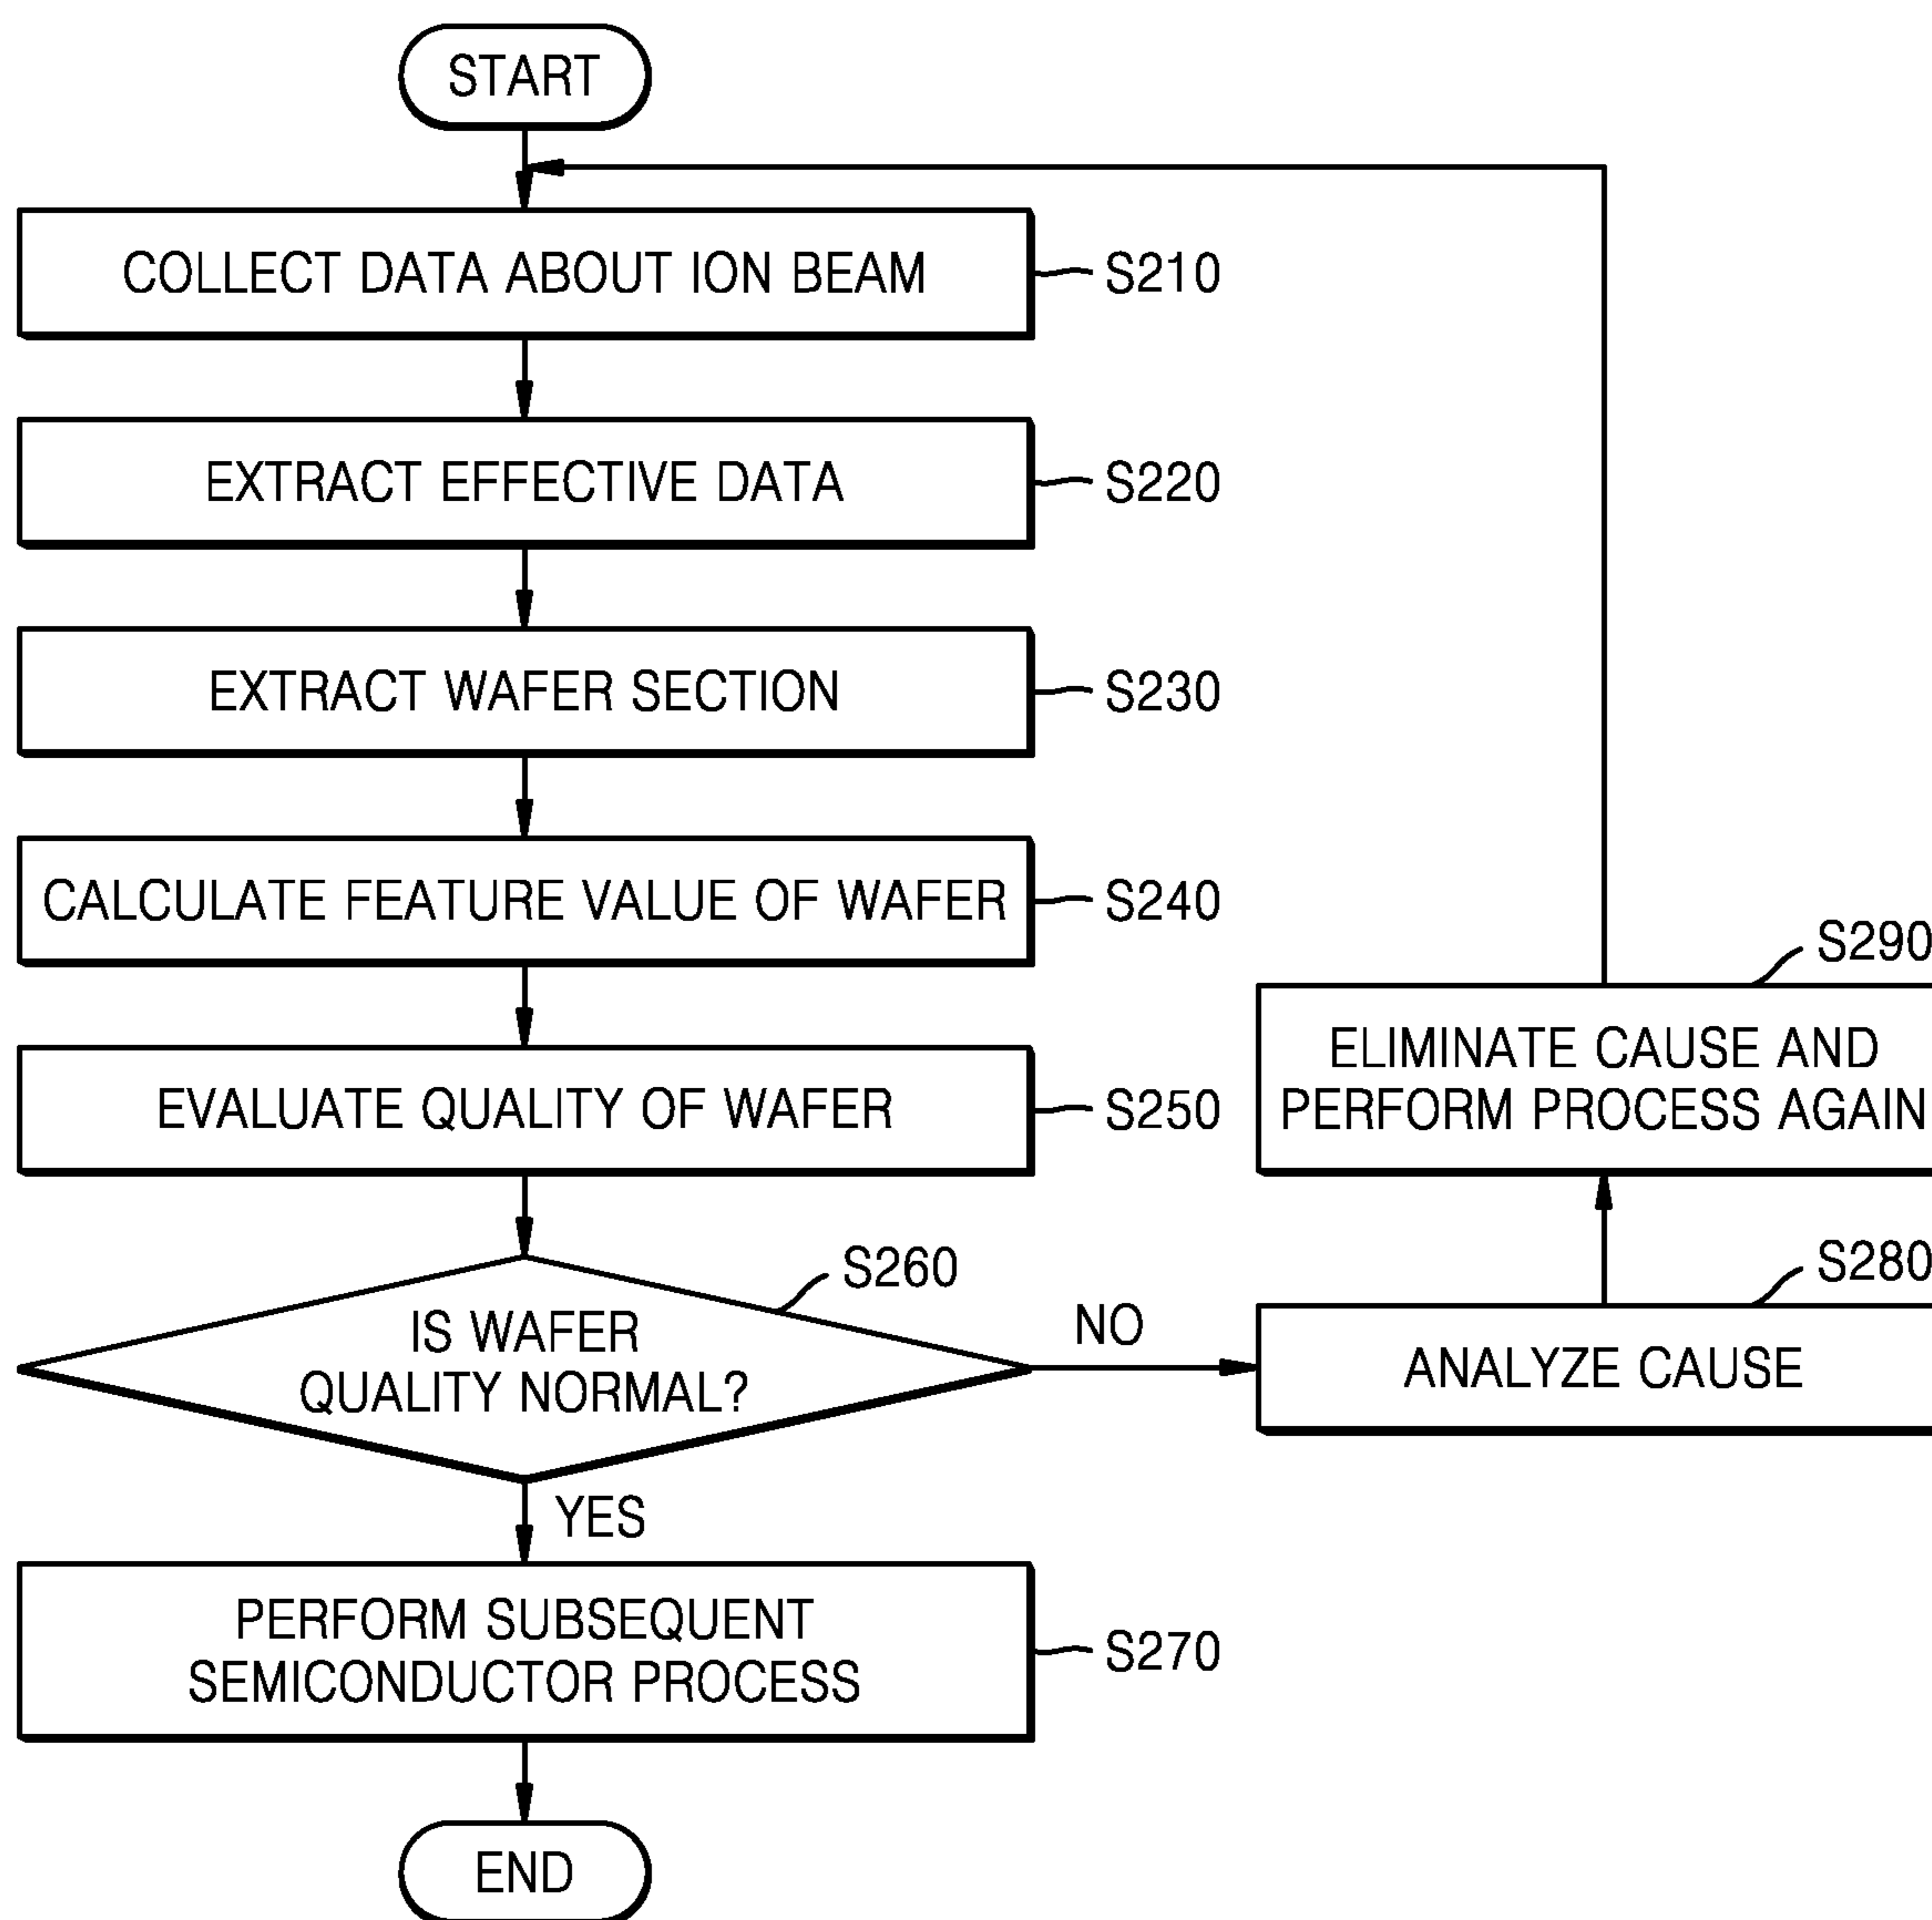 START
COLLECT DATA ABOUT ION BEAM
S210
EXTRACT EFFECTIVE DATA
S220
EXTRACT WAFER SECTION
S230
CALCULATE FEATURE VALUE OF WAFER
S240
EVALUATE QUALITY OF WAFER
S250
S260
IS WAFER
QUALITY NORMAL?
NO
YES
PERFORM SUBSEQUENT
SEMICONDUCTOR PROCESS
S270
END
S290
ELIMINATE CAUSE AND
PERFORM PROCESS AGAIN
S280
ANALYZE CAUSE